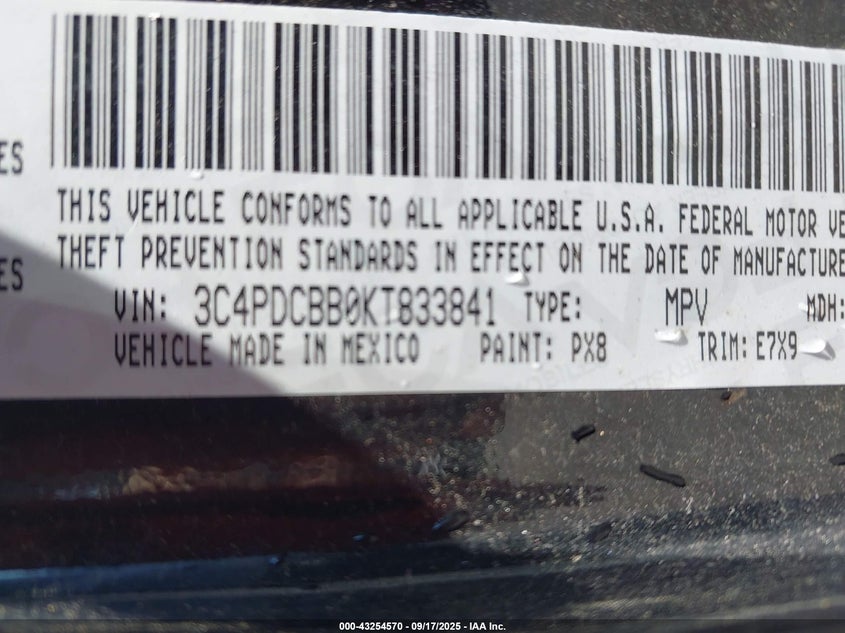 ES
THIS VEHICLE CONFORMS TO ALL APPLICABLE U.S.A. FEDERAL MOTOR VE
THEFT PREVENTION STANDARDS IN EFFECT ON THE DATE OF MANUFACTURE
ES
VIN: 3C4PDCBB0KT833841 TYPE: MPV MDH:
VEHICLE MADE IN MEXICO PAINT: PX8 TRIM: E7X9
000-43254570 - 09/17/2025 - IAA Inc.